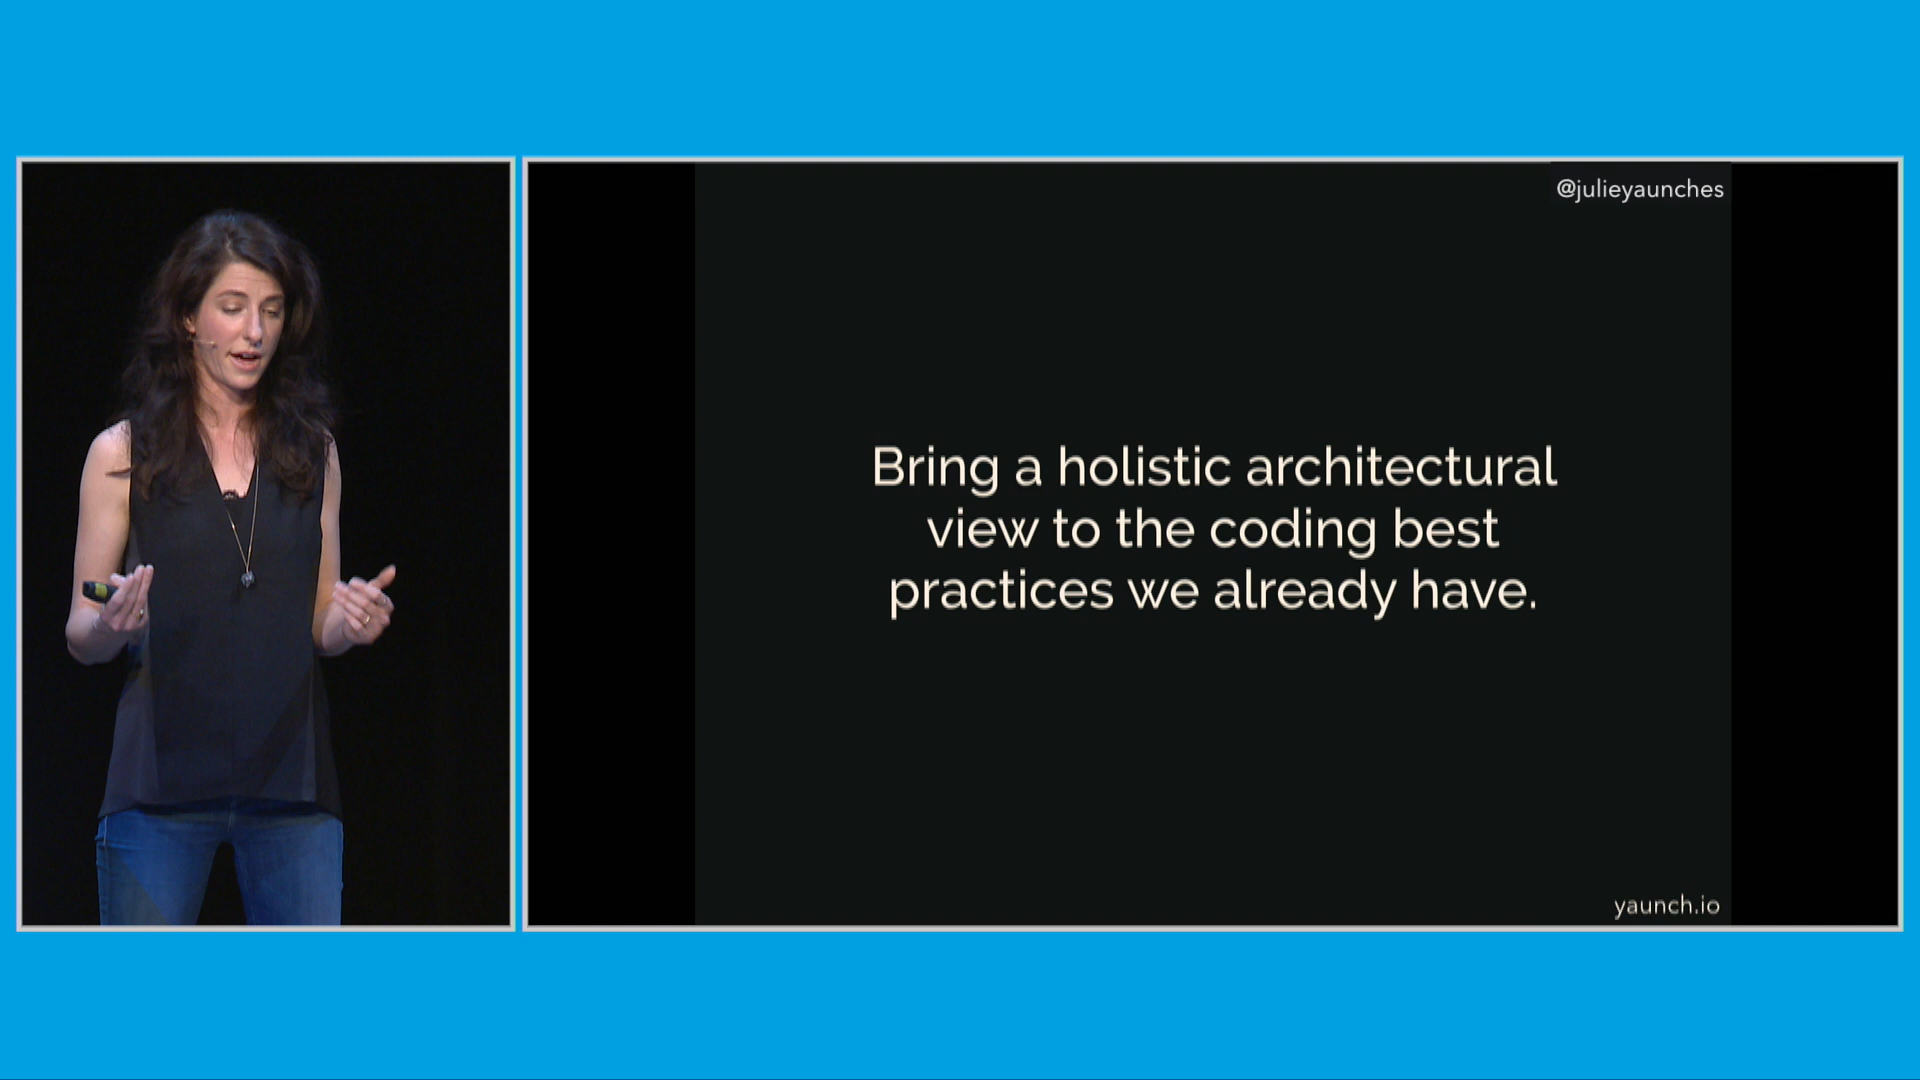 @julieyaunches
Bring a holistic architectural
view to the coding best
practices we already have.
yaunch.io